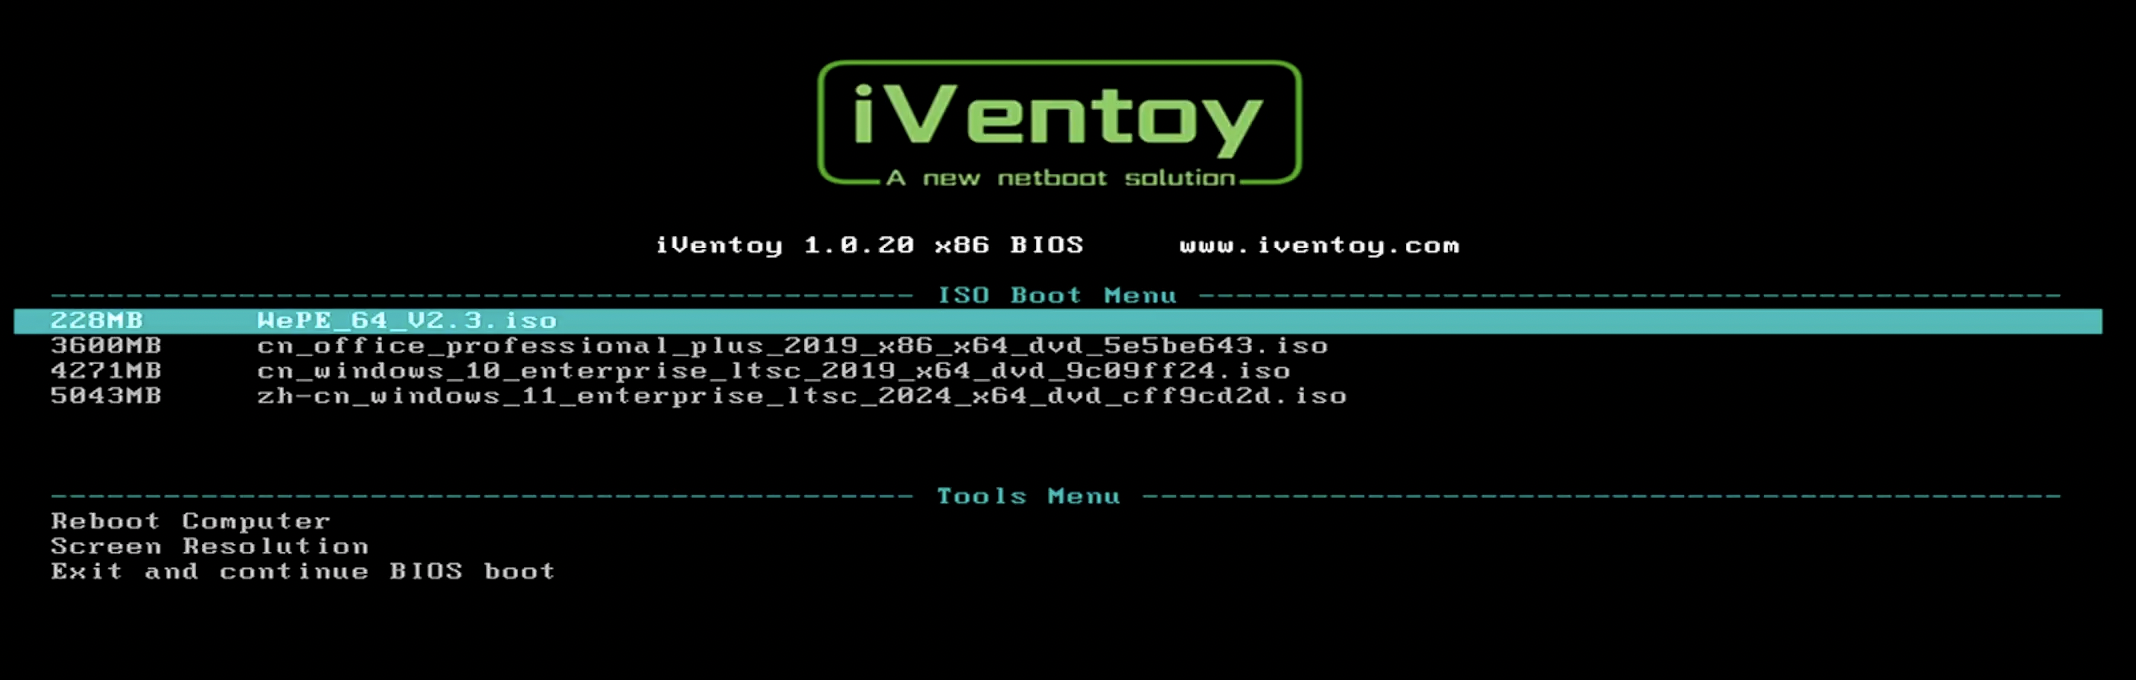 iVentoy
A new netboot solution
iVentoy 1.0.20 x86 BIOS www.iventoy.com
---------------------------------------------- ISO Boot Menu ----------------------------------------------
228MB WePE_64_V2.3.iso
3600MB cn_office_professional_plus_2019_x86_x64_dvd_5e5be643.iso
4271MB cn_windows_10_enterprise_ltsc_2019_x64_dvd_9c09ff24.iso
5043MB zh-cn_windows_11_enterprise_ltsc_2024_x64_dvd_cff9cd2d.iso
---------------------------------------------- Tools Menu -------------------------------------------------
Reboot Computer
Screen Resolution
Exit and continue BIOS boot